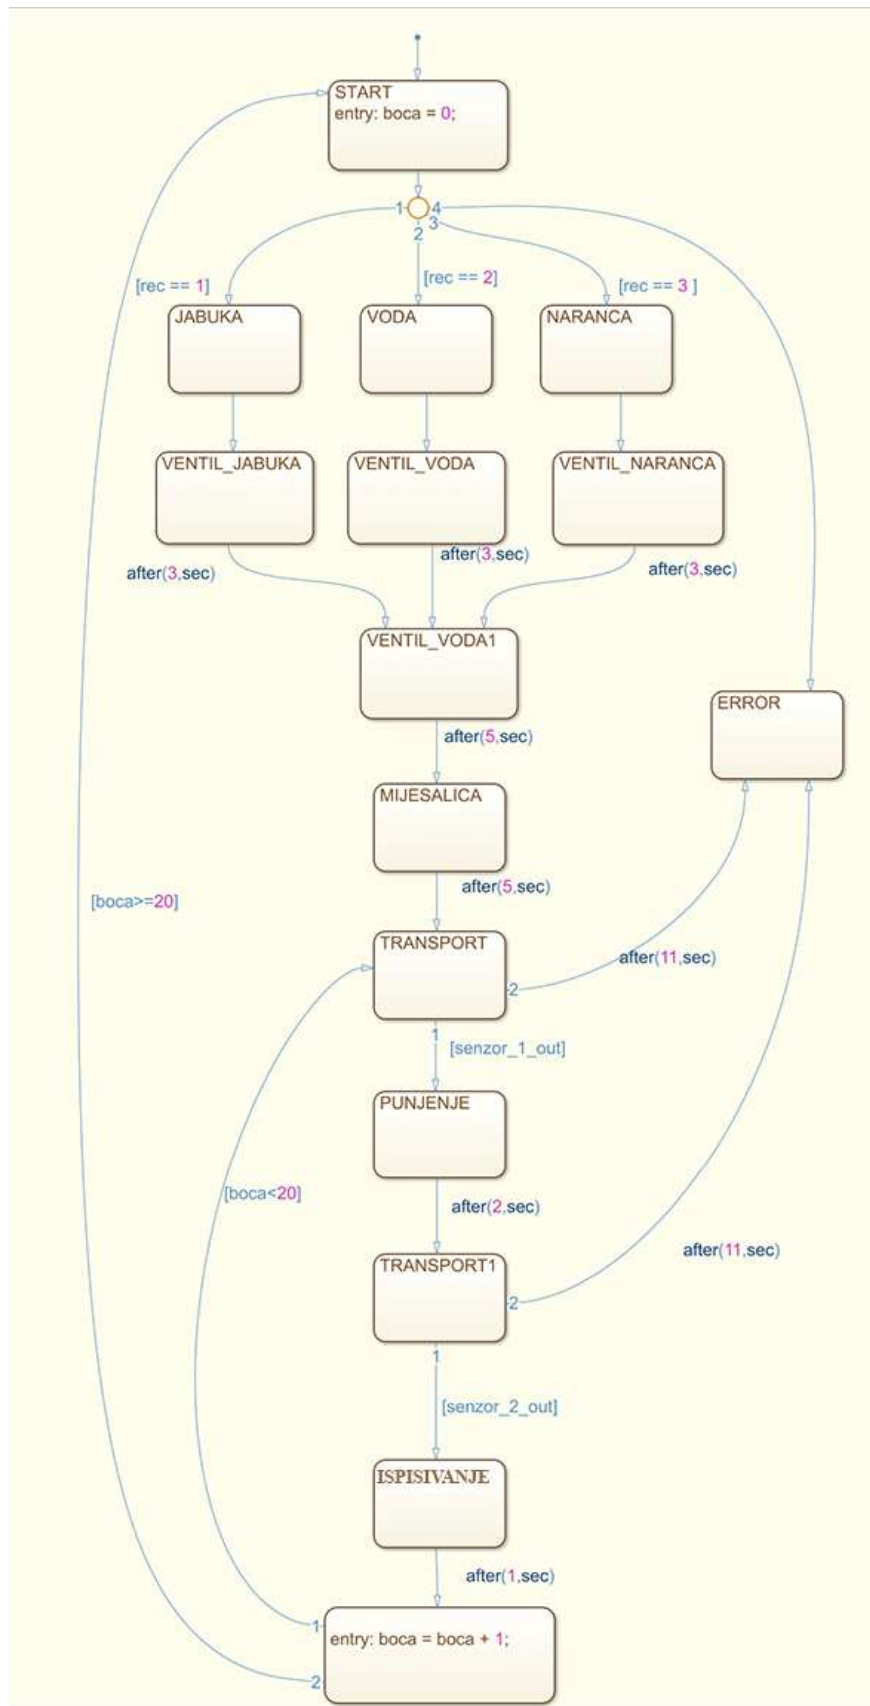 START
entry: boca = 0;
1
4
3
2
[rec == 1]
[rec == 2]
[rec == 3 ]
JABUKA
VODA
NARANCA
VENTIL_JABUKA
VENTIL_VODA
VENTIL_NARANCA
after(3,sec)
after(3,sec)
after(3,sec)
VENTIL_VODA1
ERROR
after(5,sec)
MIJESALICA
after(5,sec)
[boca>=20]
TRANSPORT
after(11,sec)
2
1
[senzor_1_out]
PUNJENJE
[boca<20]
after(2,sec)
after(11,sec)
TRANSPORT1
2
1
[senzor_2_out]
ISPISIVANJE
after(1,sec)
1
entry: boca = boca + 1;
2